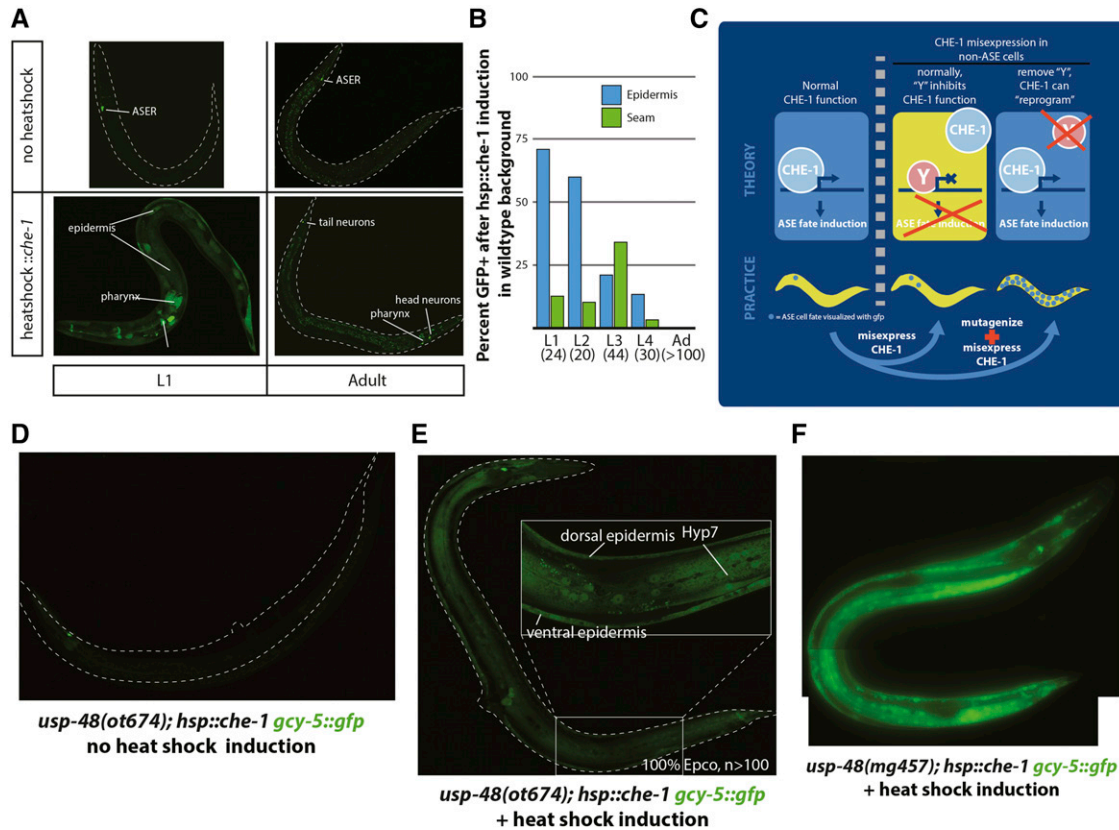 A
no heatshock
heatshock ::che-1
ASER
ASER
epidermis
pharynx
tail neurons
head neurons
pharynx
L1
Adult
B
Percent GFP+ after hsp::che-1 induction
in wildtype background
100
75
50
25
Epidermis
Seam
L1 L2 L3 L4 Ad
(24) (20) (44) (30) (>100)
C
CHE-1 misexpression in
non-ASE cells
Normal
CHE-1 function
normally,
"Y" inhibits
CHE-1 function
remove "Y",
CHE-1 can
"reprogram"
THEORY
CHE-1
ASE fate induction
CHE-1
Y
ASE fate induction
Y
CHE-1
ASE fate induction
PRACTICE
= ASE cell fate visualized with gfp
misexpress
CHE-1
mutagenize
misexpress
CHE-1
D
usp-48(ot674); hsp::che-1 gcy-5::gfp
no heat shock induction
E
dorsal epidermis
Hyp7
ventral epidermis
100% Epco, n>100
usp-48(ot674); hsp::che-1 gcy-5::gfp
+ heat shock induction
F
usp-48(mg457); hsp::che-1 gcy-5::gfp
+ heat shock induction